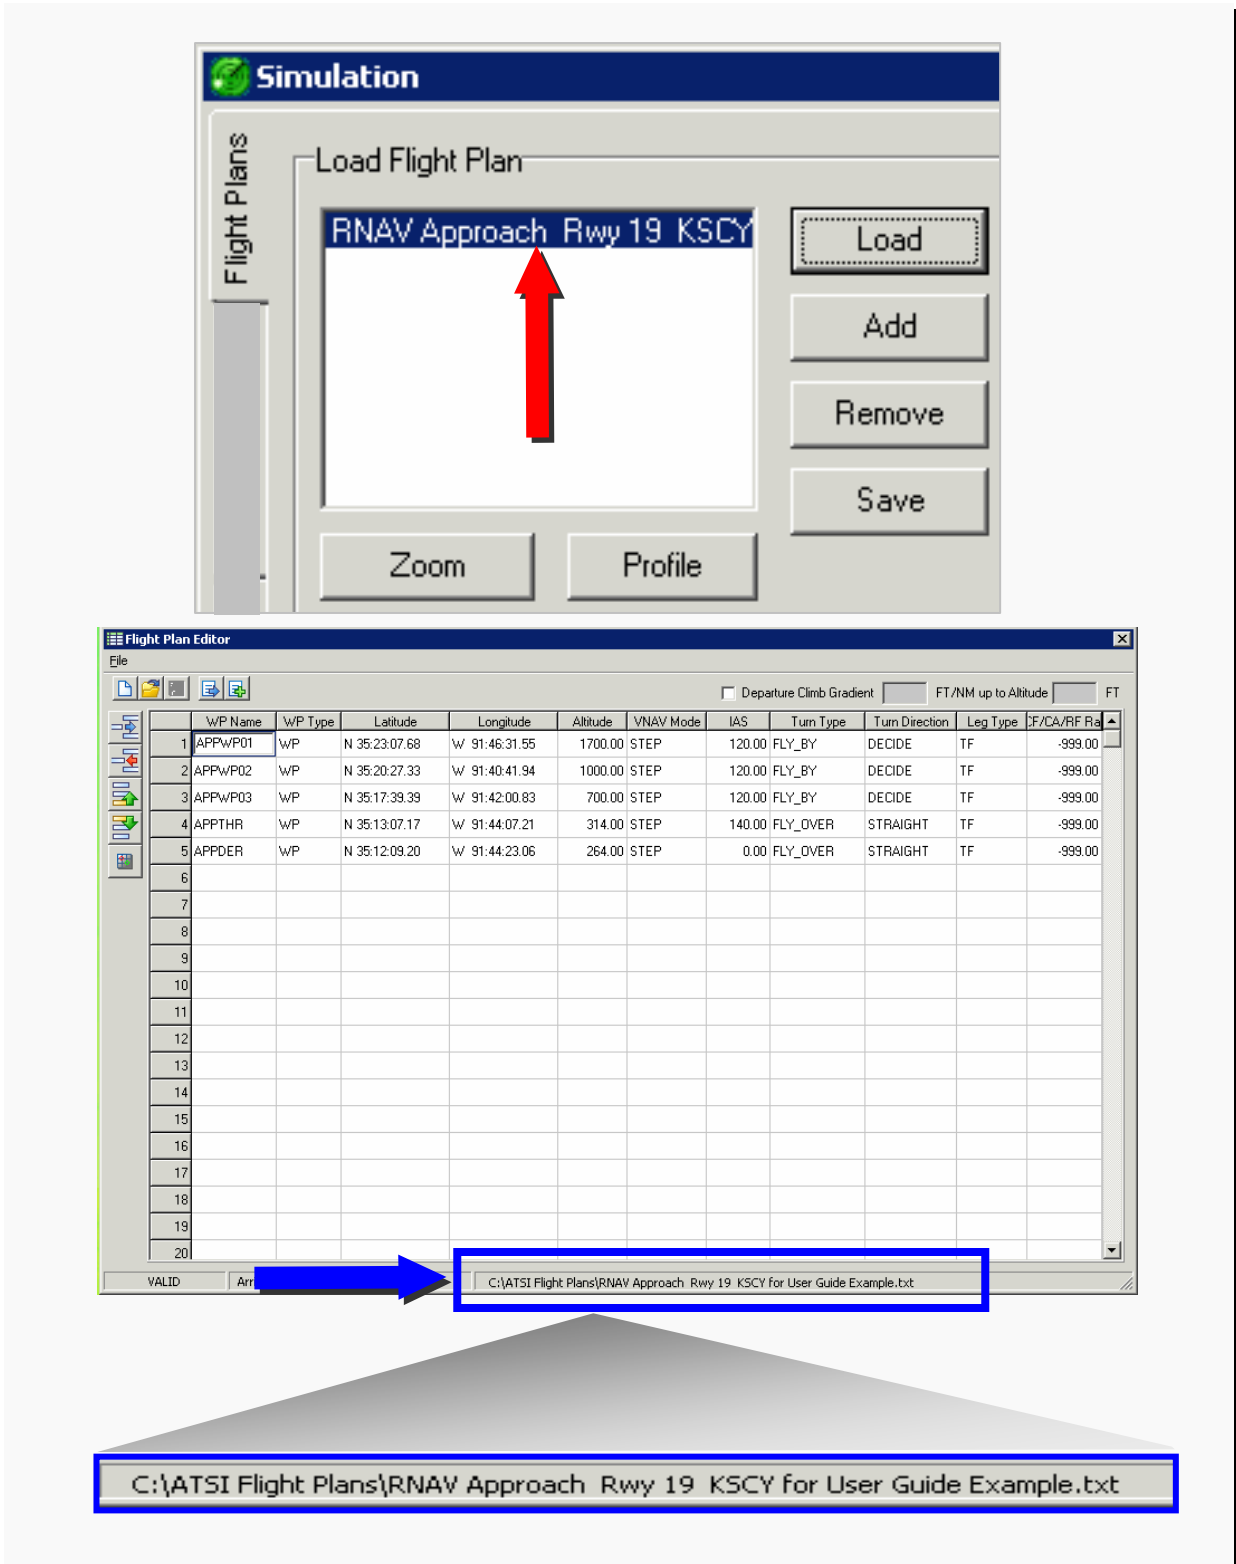 Simulation
Flight Plans
Load Flight Plan
RNAV Approach  Rwy 19  KSCY
Load
Add
Remove
Save
Zoom
Profile
Flight Plan Editor
File
Departure Climb Gradient FT/NM up to Altitude FT
WP Name WP Type Latitude Longitude Altitude VNAV Mode IAS Turn Type Turn Direction Leg Type CF/CA/RF Ra
1 APPWP01 WP N 35:23:07.68 W 91:46:31.55 1700.00 STEP 120.00 FLY_BY DECIDE TF -999.00
2 APPWP02 WP N 35:20:27.33 W 91:40:41.94 1000.00 STEP 120.00 FLY_BY DECIDE TF -999.00
3 APPWP03 WP N 35:17:39.39 W 91:42:00.83 700.00 STEP 120.00 FLY_BY DECIDE TF -999.00
4 APPTHR WP N 35:13:07.17 W 91:44:07.21 314.00 STEP 140.00 FLY_OVER STRAIGHT TF -999.00
5 APPDER WP N 35:12:09.20 W 91:44:23.06 264.00 STEP 0.00 FLY_OVER STRAIGHT TF -999.00
6
7
8
9
10
11
12
13
14
15
16
17
18
19
20
VALID Arr C:\ATSI Flight Plans\RNAV Approach  Rwy 19  KSCY for User Guide Example.txt
C:\ATSI Flight Plans\RNAV Approach  Rwy 19  KSCY for User Guide Example.txt